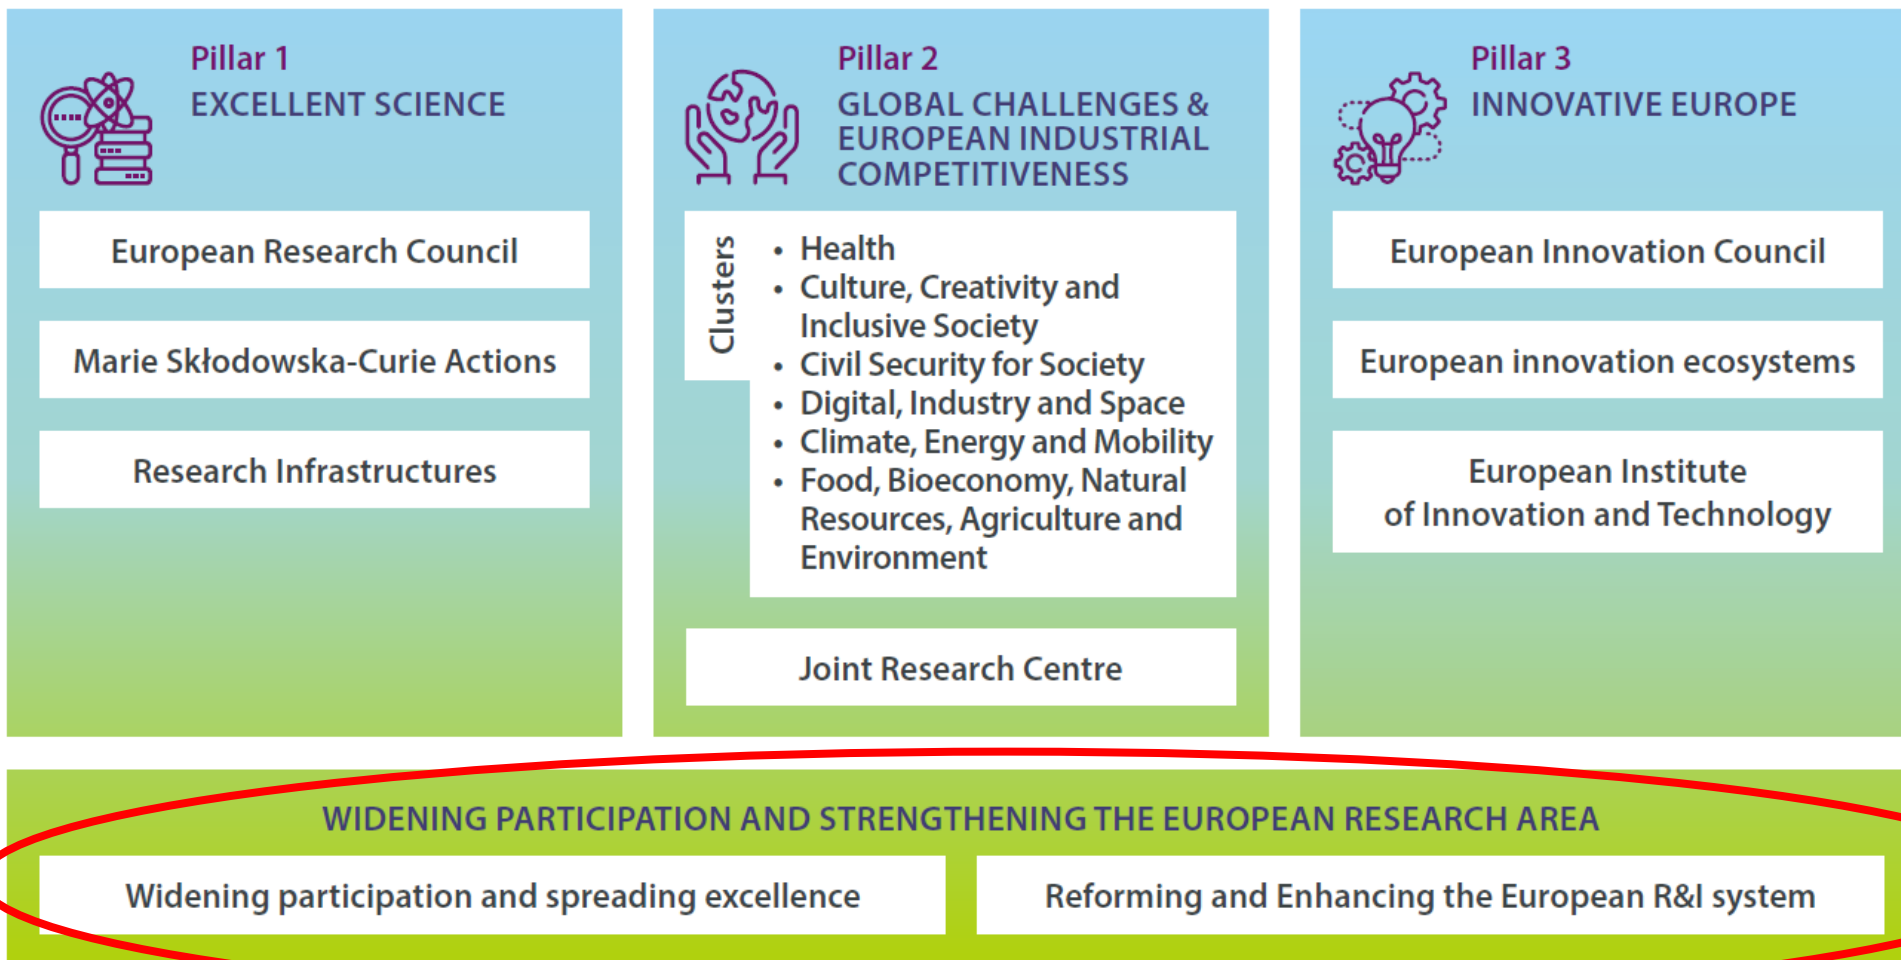 Pillar 1
EXCELLENT SCIENCE
European Research Council
Marie Skłodowska-Curie Actions
Research Infrastructures
Pillar 2
GLOBAL CHALLENGES &
EUROPEAN INDUSTRIAL
COMPETITIVENESS
Clusters
• Health
• Culture, Creativity and
Inclusive Society
• Civil Security for Society
• Digital, Industry and Space
• Climate, Energy and Mobility
• Food, Bioeconomy, Natural
Resources, Agriculture and
Environment
Joint Research Centre
Pillar 3
INNOVATIVE EUROPE
European Innovation Council
European innovation ecosystems
European Institute
of Innovation and Technology
WIDENING PARTICIPATION AND STRENGTHENING THE EUROPEAN RESEARCH AREA
Widening participation and spreading excellence
Reforming and Enhancing the European R&I system